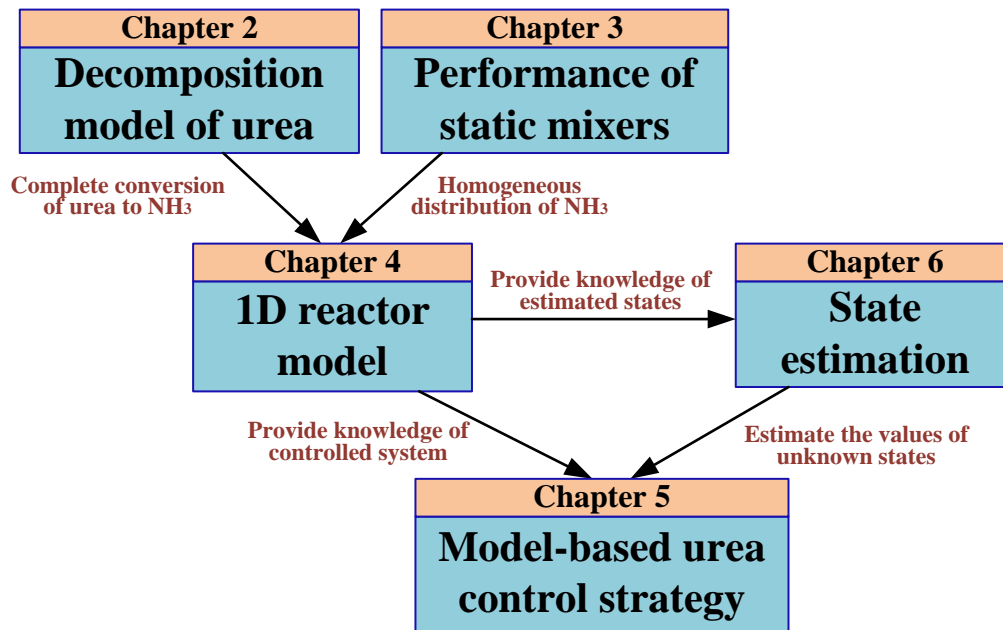 Chapter 2
Decomposition
model of urea
Chapter 3
Performance of
static mixers
Complete conversion
of urea to NH₃
Homogeneous
distribution of NH₃
Chapter 4
1D reactor
model
Provide knowledge of
estimated states
Chapter 6
State
estimation
Provide knowledge of
controlled system
Estimate the values of
unknown states
Chapter 5
Model-based urea
control strategy